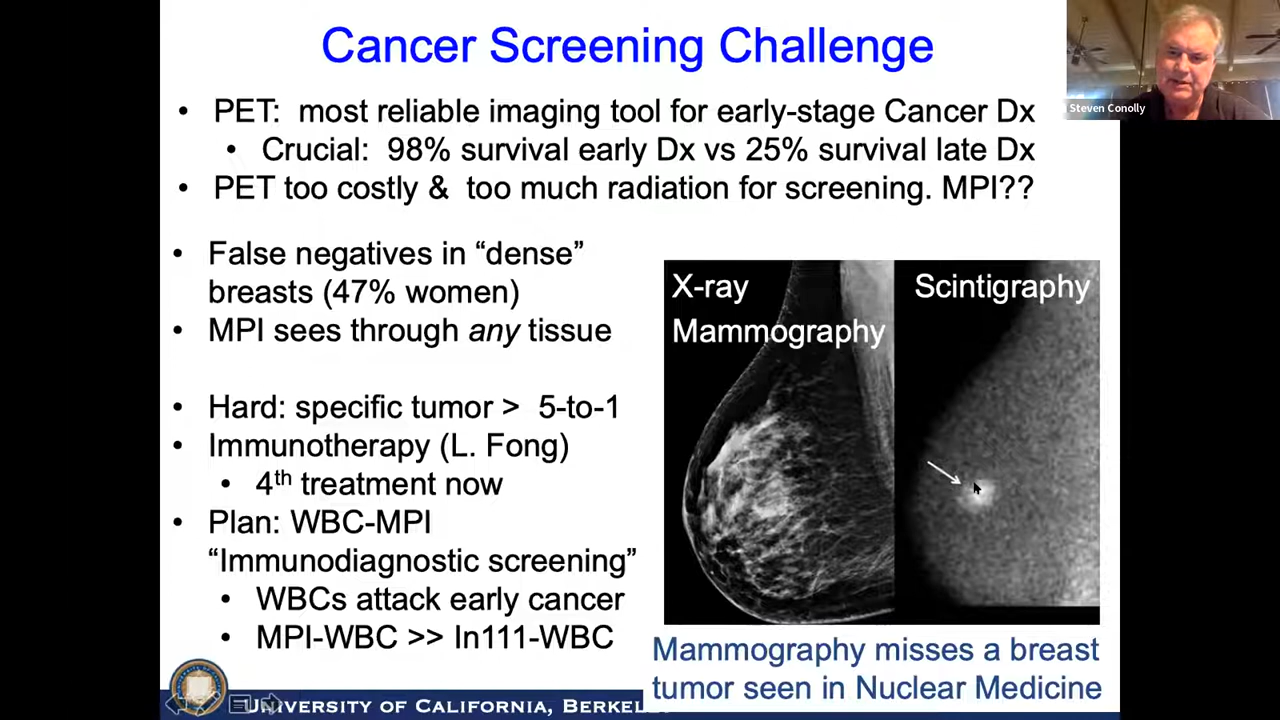 Cancer Screening Challenge
Steven Conolly
• PET: most reliable imaging tool for early-stage Cancer Dx
• Crucial: 98% survival early Dx vs 25% survival late Dx
• PET too costly & too much radiation for screening. MPI??
• False negatives in “dense”
breasts (47% women)
• MPI sees through any tissue
• Hard: specific tumor > 5-to-1
• Immunotherapy (L. Fong)
• 4th treatment now
• Plan: WBC-MPI
“Immunodiagnostic screening”
• WBCs attack early cancer
• MPI-WBC >> In111-WBC
X-ray
Mammography
Scintigraphy
Mammography misses a breast
tumor seen in Nuclear Medicine
UNIVERSITY OF CALIFORNIA, BERKELE